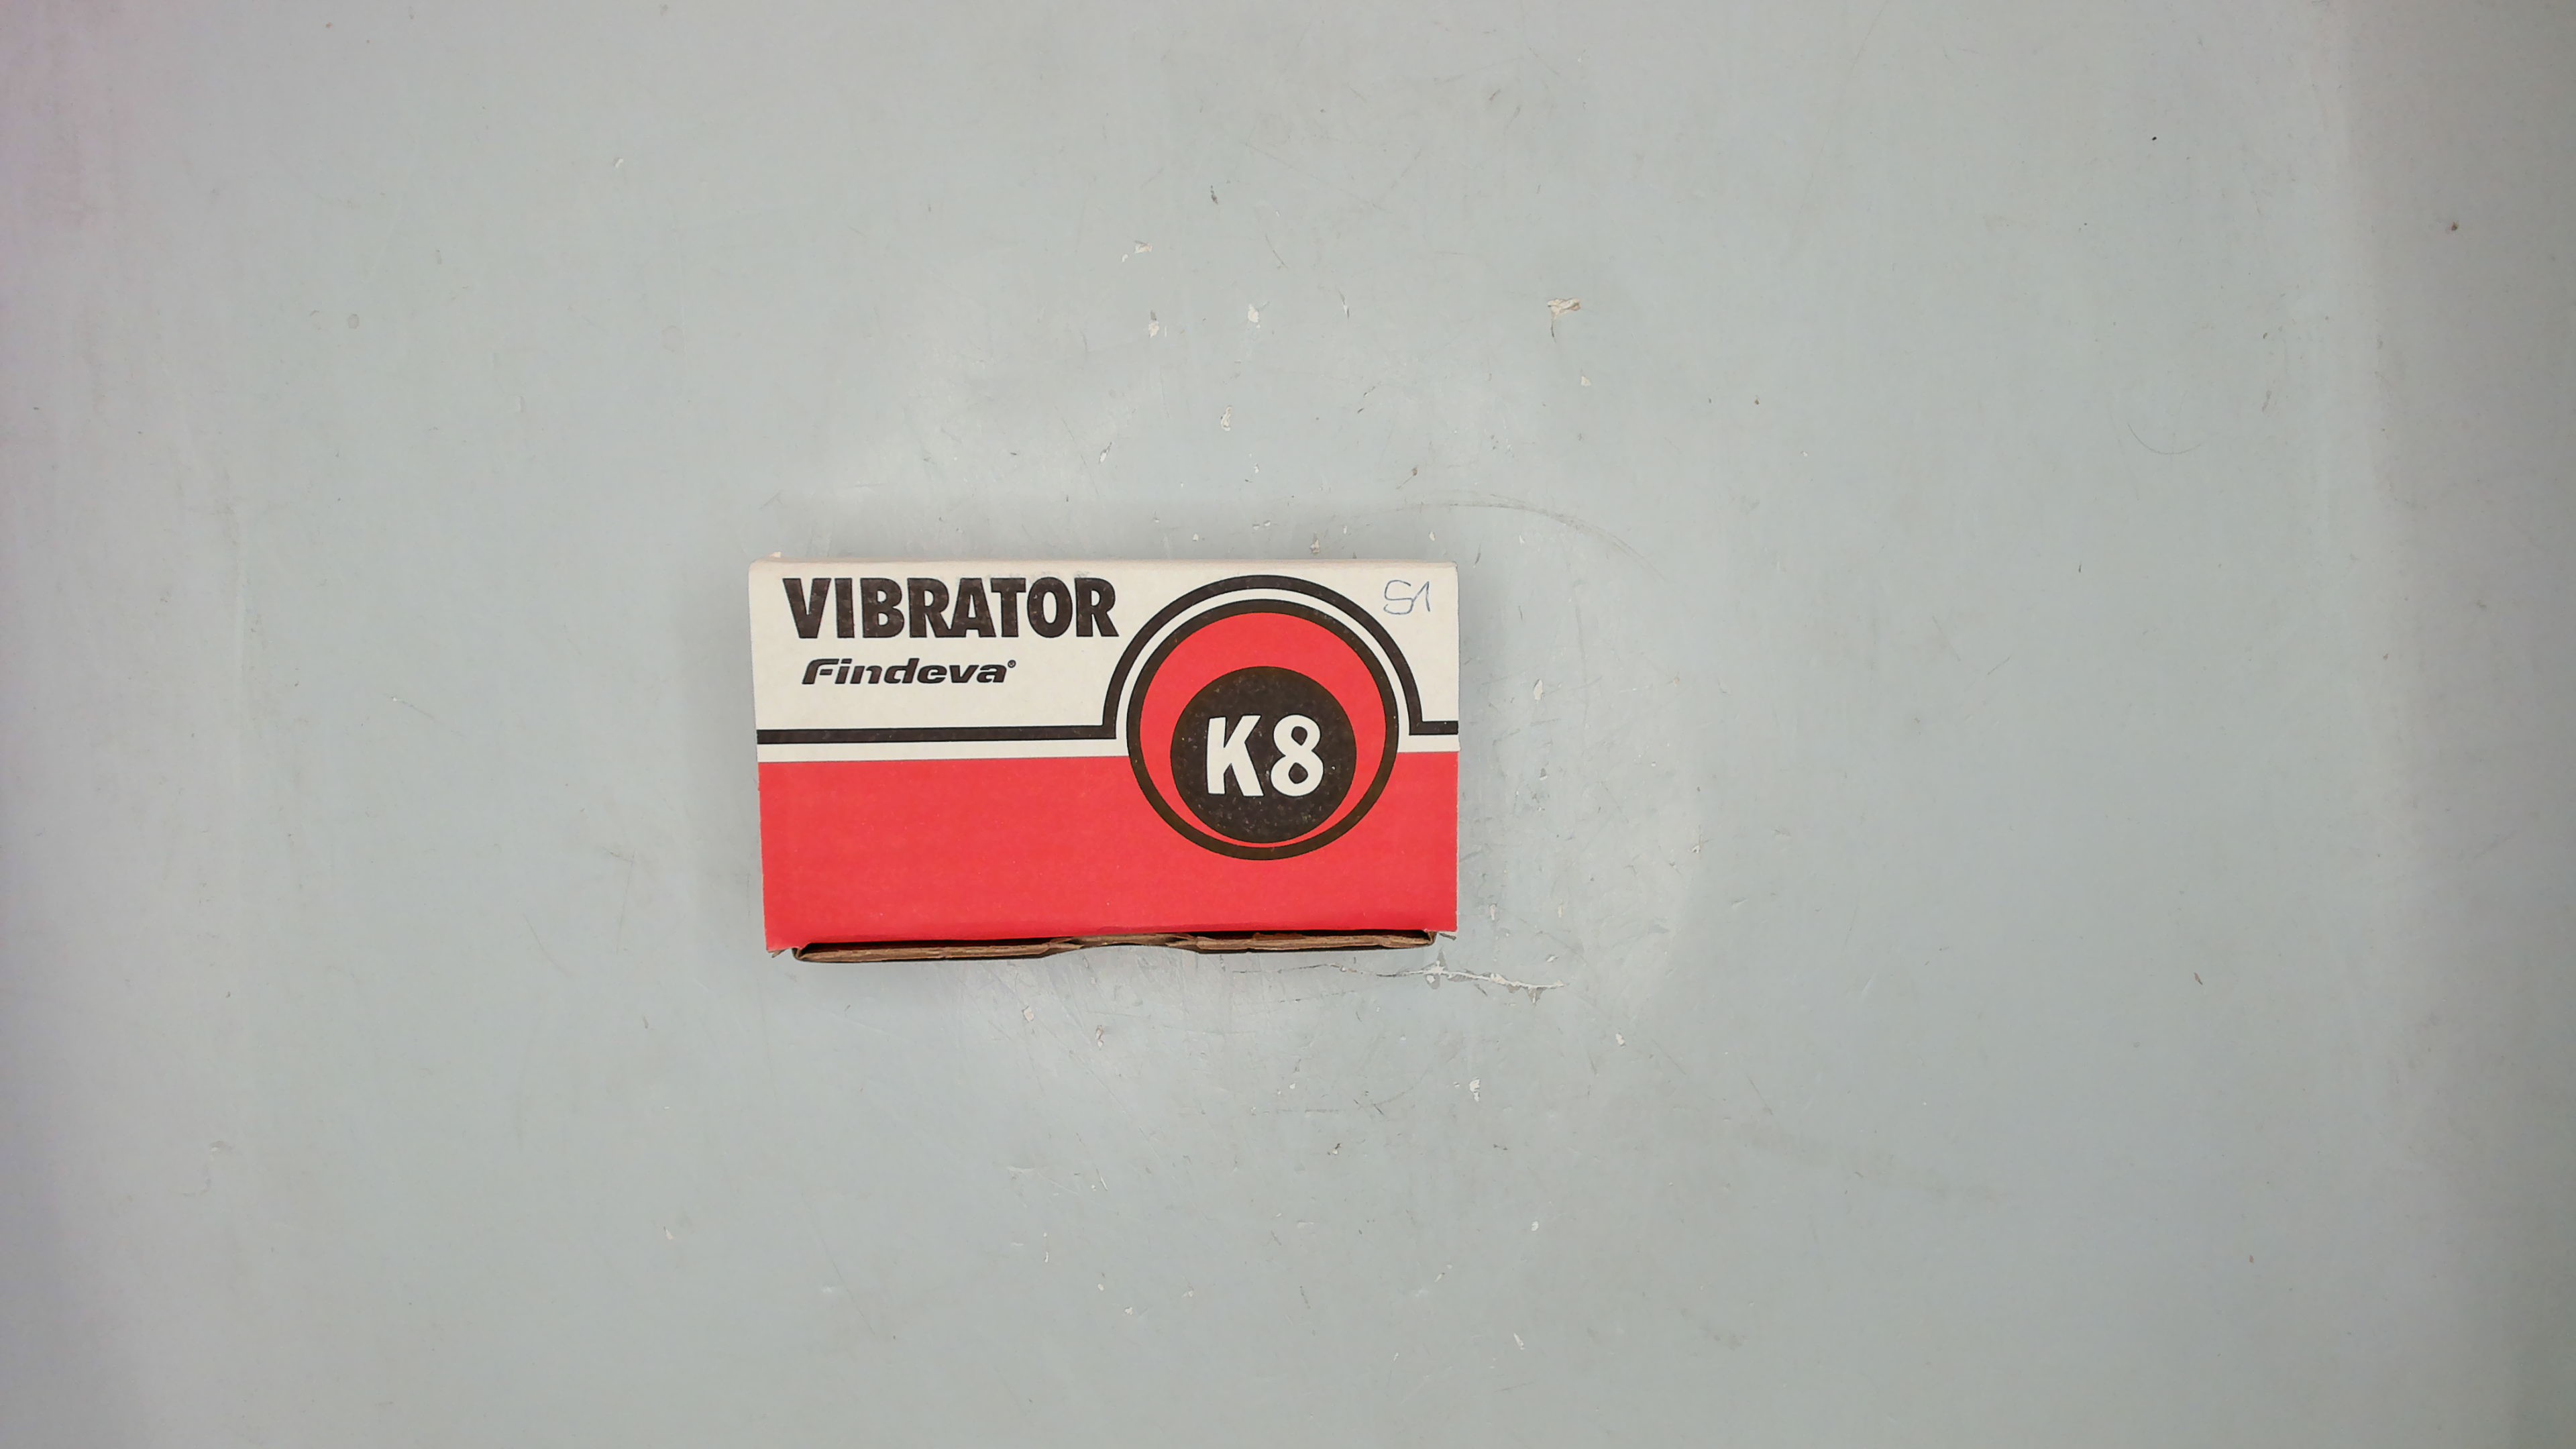 VIBRATOR
Findeva®
K8
S1